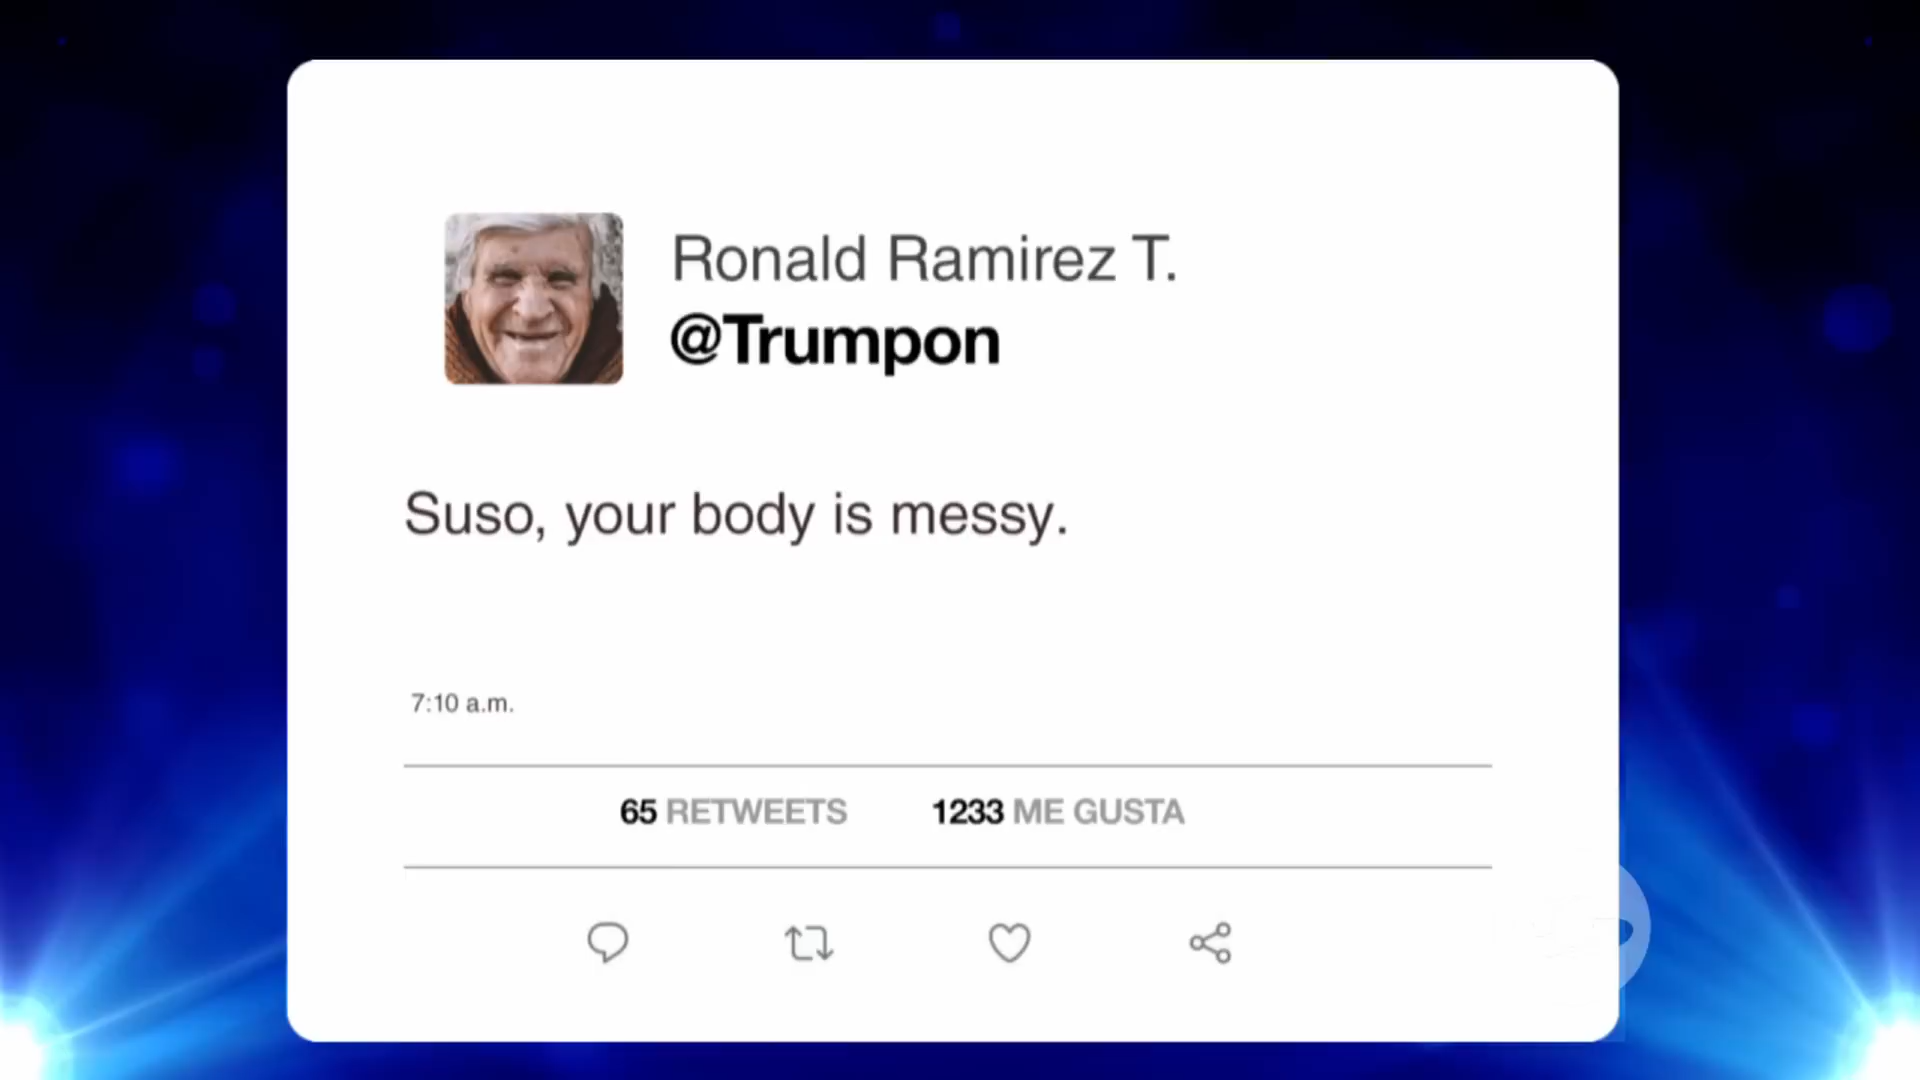 Ronald Ramirez T.
@Trumpon
Suso, your body is messy.
7:10 a.m.
65 RETWEETS 1233 ME GUSTA